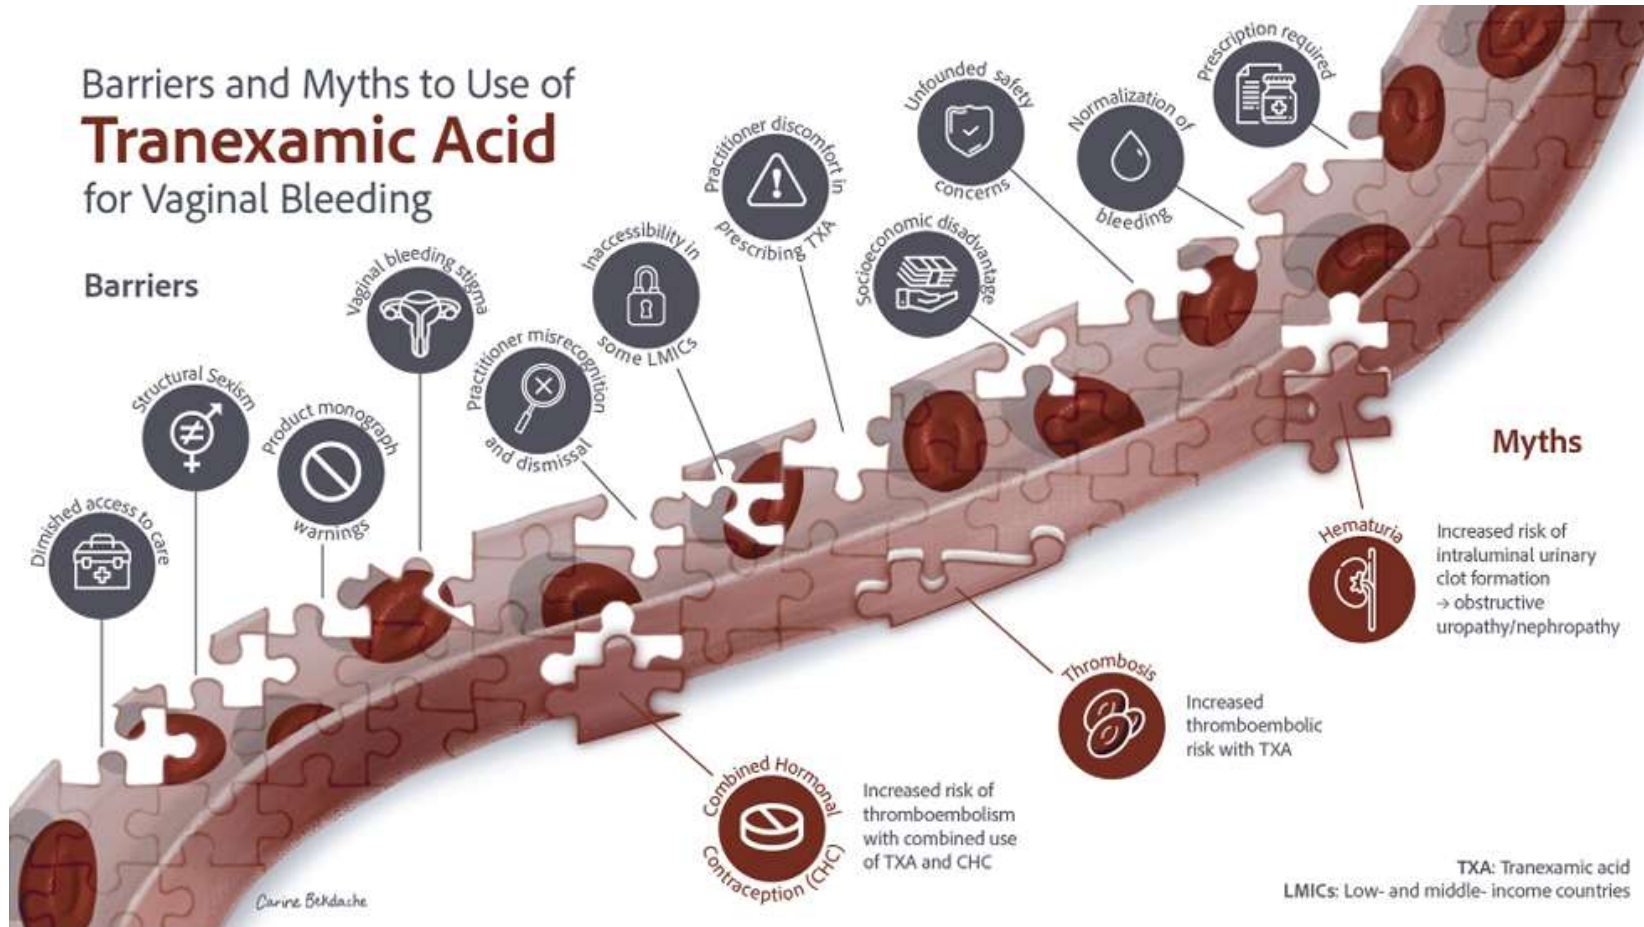 Barriers and Myths to Use of
Tranexamic Acid
for Vaginal Bleeding
Barriers
Diminished access to care
Structural Sexism
Product monograph
warnings
Vaginal bleeding stigma
Practitioner misrecognition
and dismissal
Inaccessibility in
some LMICs
Practitioner discomfort in
prescribing TXA
Socioeconomic disadvantage
Unfounded safety
concerns
Normalization of
bleeding
Prescription required
Myths
Hematuria
Increased risk of
intraluminal urinary
clot formation
→ obstructive
uropathy/nephropathy
Thrombosis
Increased
thromboembolic
risk with TXA
Combined Hormonal
Contraception (CHC)
Increased risk of
thromboembolism
with combined use
of TXA and CHC
Carine Bekdache
TXA: Tranexamic acid
LMICs: Low- and middle- income countries